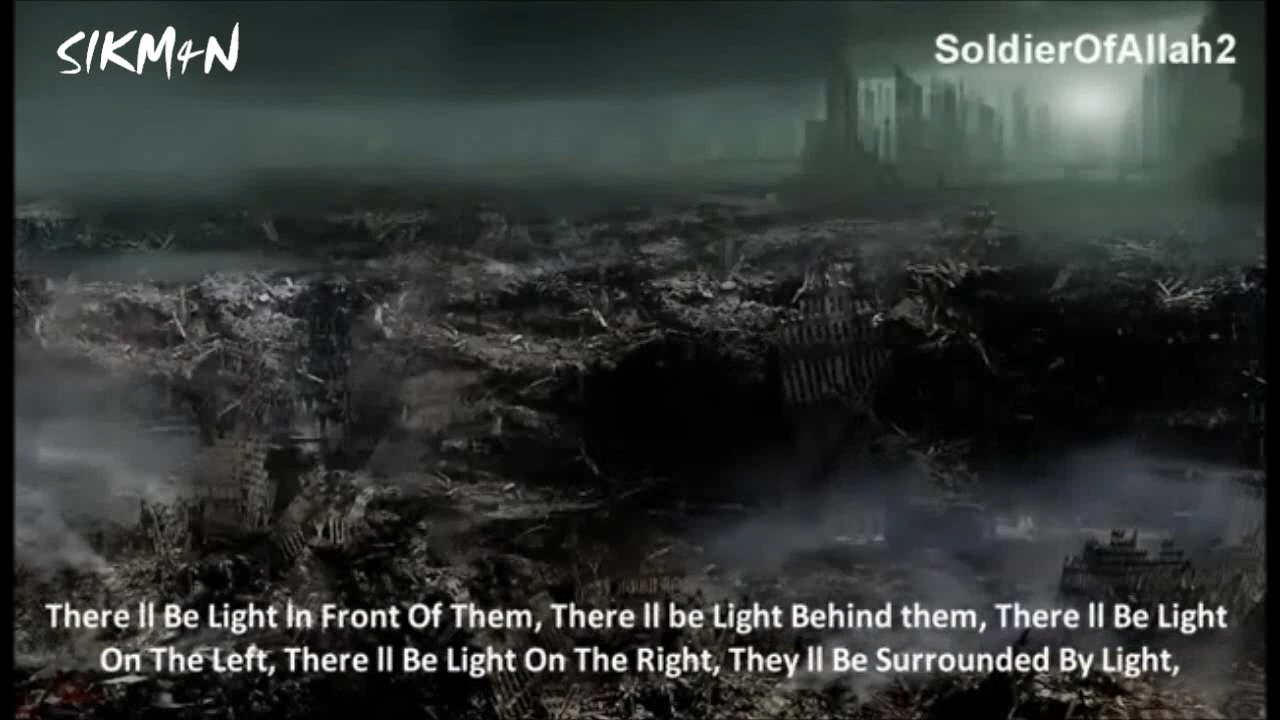 SIKM4N
SoldierOfAllah2
There ll Be Light In Front Of Them, There ll be Light Behind them, There ll Be Light
On The Left, There ll Be Light On The Right, They ll Be Surrounded By Light,